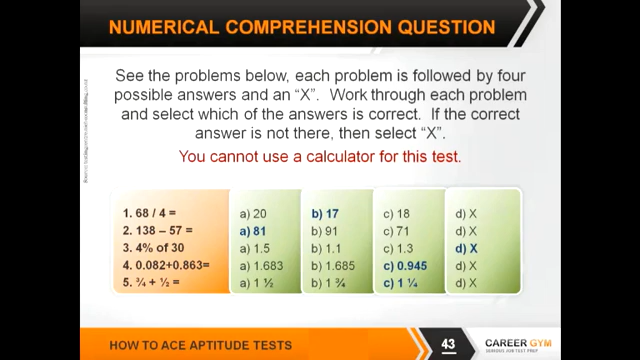 NUMERICAL COMPREHENSION QUESTION
See the problems below, each problem is followed by four
possible answers and an “X”. Work through each problem
and select which of the answers is correct. If the correct
answer is not there, then select “X”.
You cannot use a calculator for this test.
1. 68 / 4 = a) 20 b) 17 c) 18 d) X
2. 138 – 57 = a) 81 b) 91 c) 71 d) X
3. 4% of 30 a) 1.5 b) 1.1 c) 1.3 d) X
4. 0.082+0.863= a) 1.683 b) 1.685 c) 0.945 d) X
5. ¾ + ½ = a) 1 ½ b) 1 ¾ c) 1 ¼ d) X
HOW TO ACE APTITUDE TESTS 43 CAREER GYM
SERIOUS JOB TEST PREP